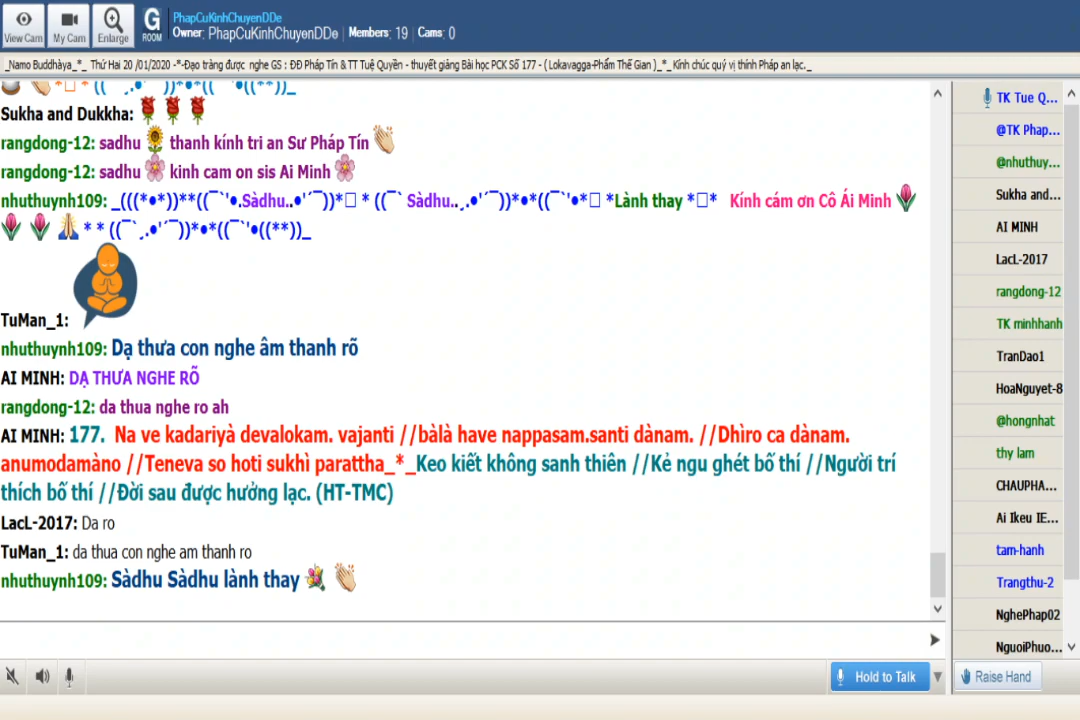 PhapCuKinhChuyenDDe
View Cam My Cam Enlarge G ROOM Owner: PhapCuKinhChuyenDDe | Members: 19 | Cams: 0
_Namo Buddhàya_*_ Thứ Hai 20 /01/2020 -*-Đạo tràng được nghe GS : ĐĐ Pháp Tín & TT Tuệ Quyền - thuyết giảng Bài học PCK Số 177 - ( Lokavagga-Phẩm Thế Gian )_*_ Kính chúc quý vị thính Pháp an lạc._
Sukha and Dukkha:
rangdong-12: sadhu thanh kính tri an Sư Pháp Tín
rangdong-12: sadhu kinh cam on sis Ai Minh
nhuthuynh109: _(((*•*))**((¯`'•.Sàdhu..•'´¯))*□ * ((¯` Sàdhu..¸.•'´¯))*•*((¯`'•*□ *Lành thay *□* Kính cám ơn Cô Ái Minh
* * ((¯`¸.•'´¯))*•*((¯`'•((**))_
TuMan_1:
nhuthuynh109: Dạ thưa con nghe âm thanh rõ
AI MINH: DẠ THƯA NGHE RÕ
rangdong-12: da thua nghe ro ah
AI MINH: 177. Na ve kadariyà devalokam. vajanti //bàlà have nappasam.santi dànam. //Dhìro ca dànam.
anumodamàno //Teneva so hoti sukhì parattha_*_Keo kiết không sanh thiên //Kẻ ngu ghét bố thí //Người trí
thích bố thí //Đời sau được hưởng lạc. (HT-TMC)
LacL-2017: Da ro
TuMan_1: da thua con nghe am thanh ro
nhuthuynh109: Sàdhu Sàdhu lành thay
TK Tue Q...
@TK Phap...
@nhuthuy...
Sukha and...
AI MINH
LacL-2017
rangdong-12
TK minhhanh
TranDao1
HoaNguyet-8
@hongnhat
thy lam
CHAUPHA...
Ai Ikeu IE...
tam-hanh
Trangthu-2
NghePhap02
NguoiPhuo...
Hold to Talk
Raise Hand